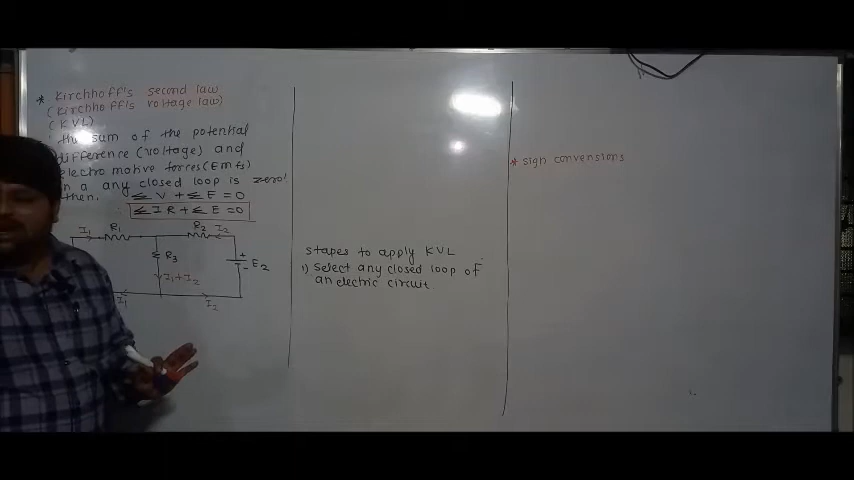 * Kirchhoff's second law
(Kirchhoff's voltage law)
(KVL)
"the sum of the potential
difference (voltage) and
electro motive forces (Emfs)
in a any closed loop is zero"
then.
≤ V + ≤ E = 0
≤ I R + ≤ E = 0
I₁ R₁ R₂ I₂
R₃
+
- E₂
I₁+I₂
I₁ I₂
stapes to apply KVL
1) Select any closed loop of
an electric circuit.
* sign convensions